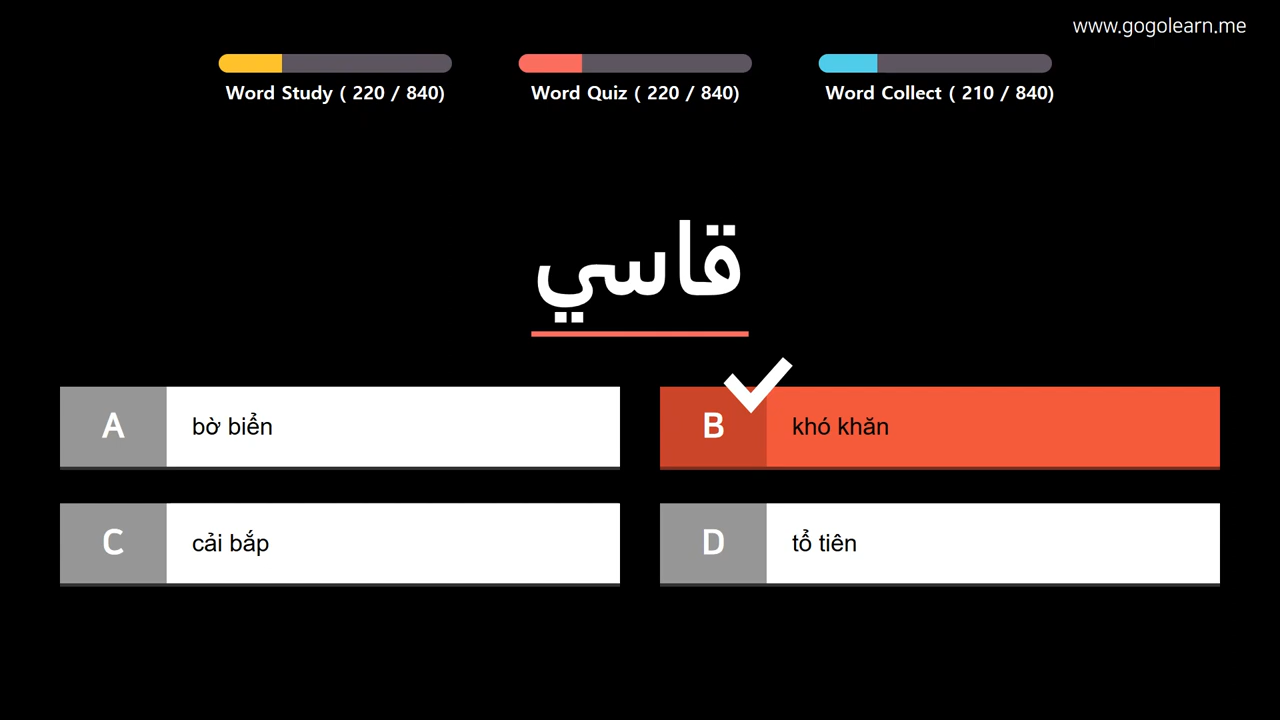 www.gogolearn.me
Word Study ( 220 / 840)
Word Quiz ( 220 / 840)
Word Collect ( 210 / 840)
قاسي
A
bờ biển
B
khó khăn
C
cải bắp
D
tổ tiên